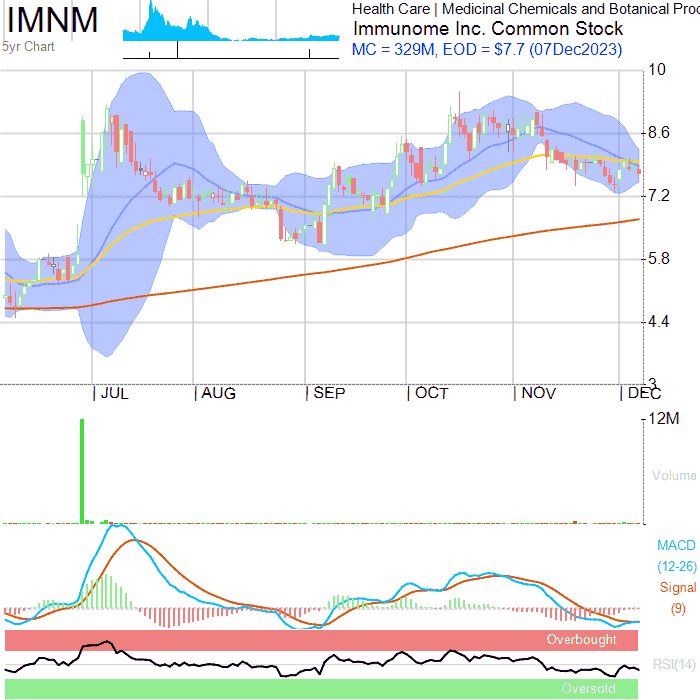 IMNM
5yr Chart
Health Care | Medicinal Chemicals and Botanical Proc
Immunome Inc. Common Stock
MC = 329M, EOD = $7.7 (07Dec2023)
10
8.6
7.2
5.8
4.4
3
JUL AUG SEP OCT NOV DEC
12M
Volume
MACD
(12-26)
Signal
(9)
Overbought
RSI(14)
Oversold